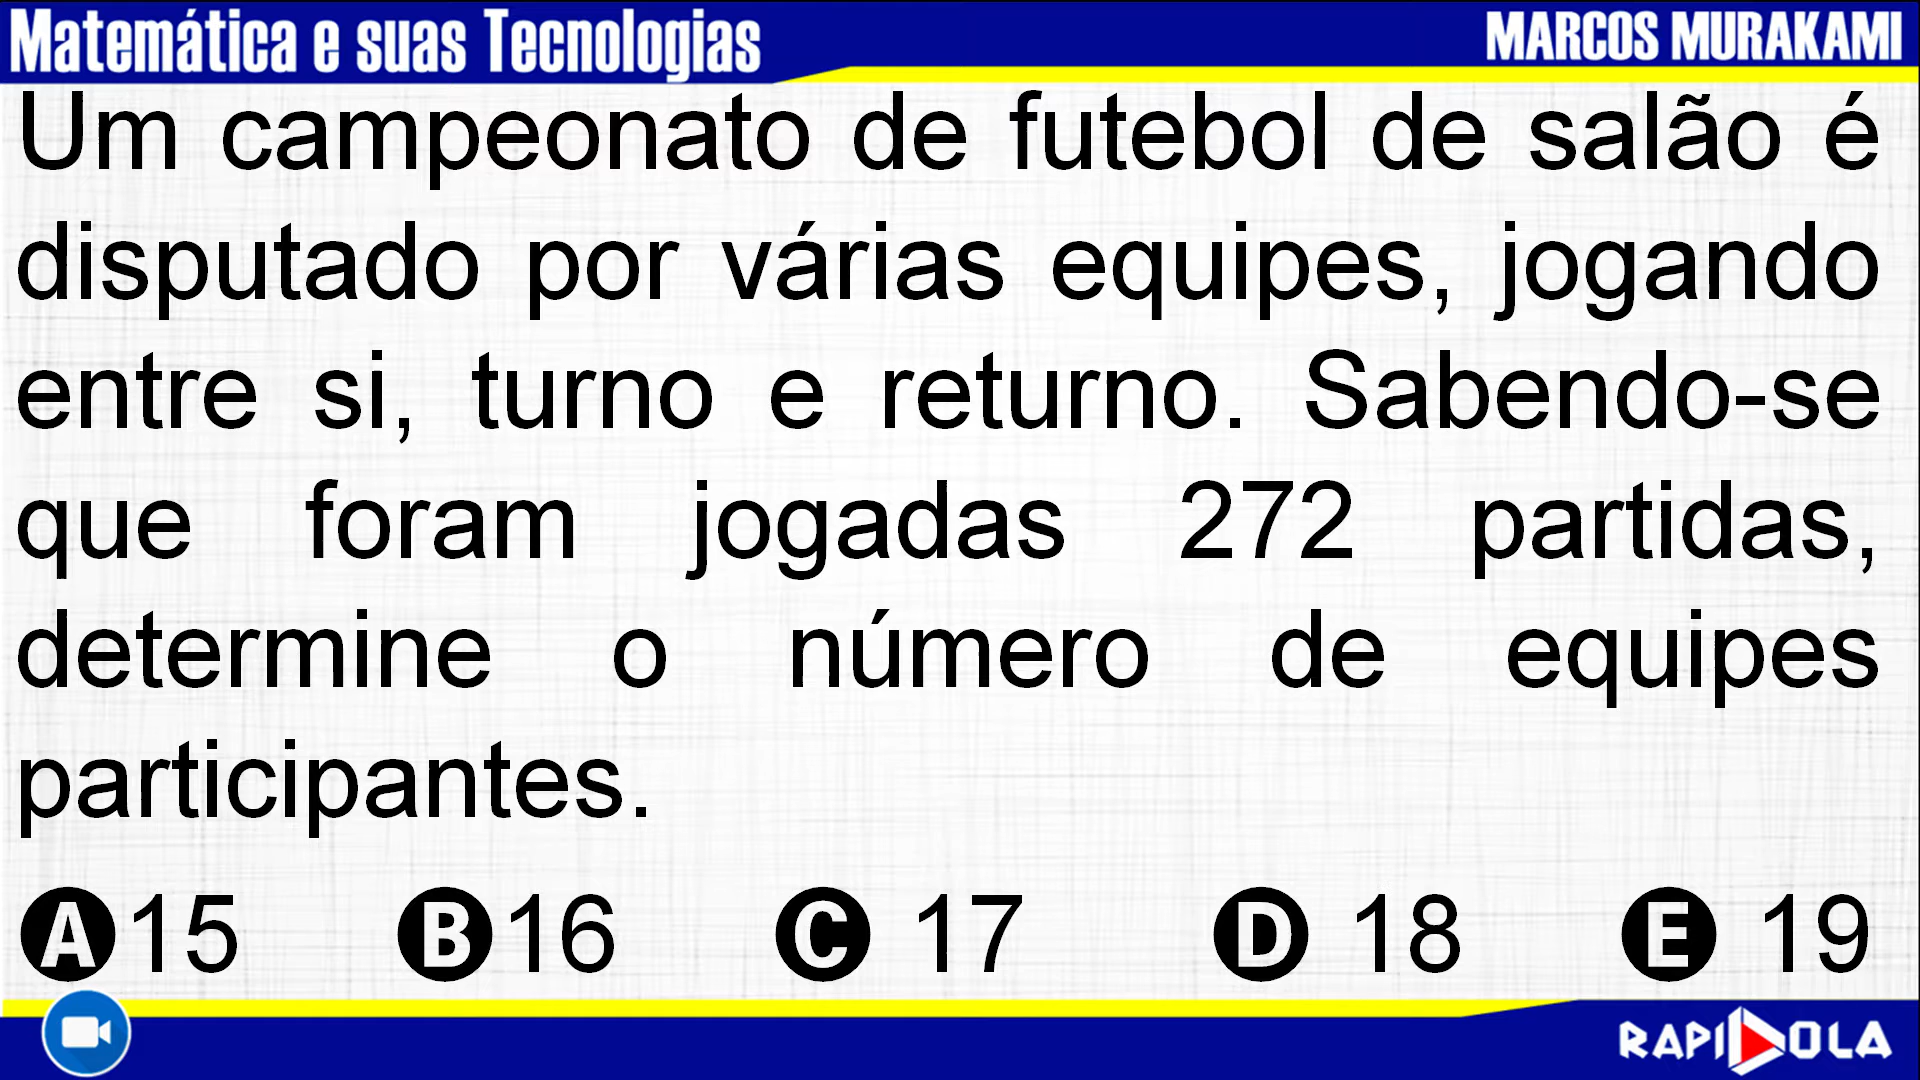 Matemática e suas Tecnologias
MARCOS MURAKAMI
Um campeonato de futebol de salão é
disputado por várias equipes, jogando
entre si, turno e returno. Sabendo-se
que foram jogadas 272 partidas,
determine o número de equipes
participantes.
A 15 B 16 C 17 D 18 E 19
RAPIDOLA